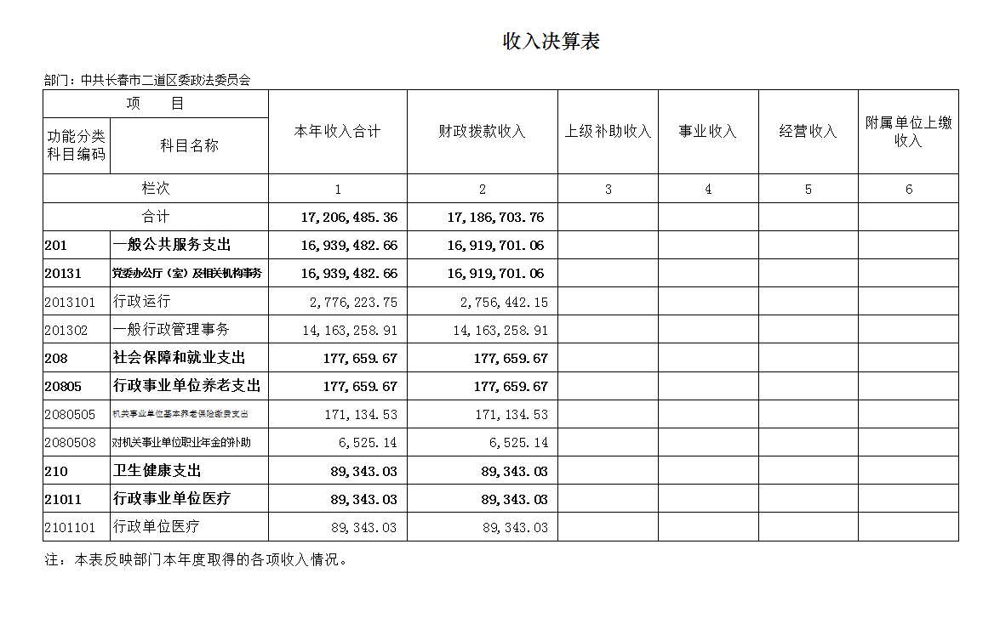 收入决算表
部门：中共长春市二道区委政法委员会
项 目 本年收入合计 财政拨款收入 上级补助收入 事业收入 经营收入 附属单位上缴收入
功能分类科目编码 科目名称
栏次 1 2 3 4 5 6
合计 17,206,485.36 17,186,703.76
201 一般公共服务支出 16,939,482.66 16,919,701.06
20131 党委办公厅（室）及相关机构事务 16,939,482.66 16,919,701.06
2013101 行政运行 2,776,223.75 2,756,442.15
201302 一般行政管理事务 14,163,258.91 14,163,258.91
208 社会保障和就业支出 177,659.67 177,659.67
20805 行政事业单位养老支出 177,659.67 177,659.67
2080505 机关事业单位基本养老保险缴费支出 171,134.53 171,134.53
2080508 对机关事业单位职业年金的补助 6,525.14 6,525.14
210 卫生健康支出 89,343.03 89,343.03
21011 行政事业单位医疗 89,343.03 89,343.03
2101101 行政单位医疗 89,343.03 89,343.03
注：本表反映部门本年度取得的各项收入情况。